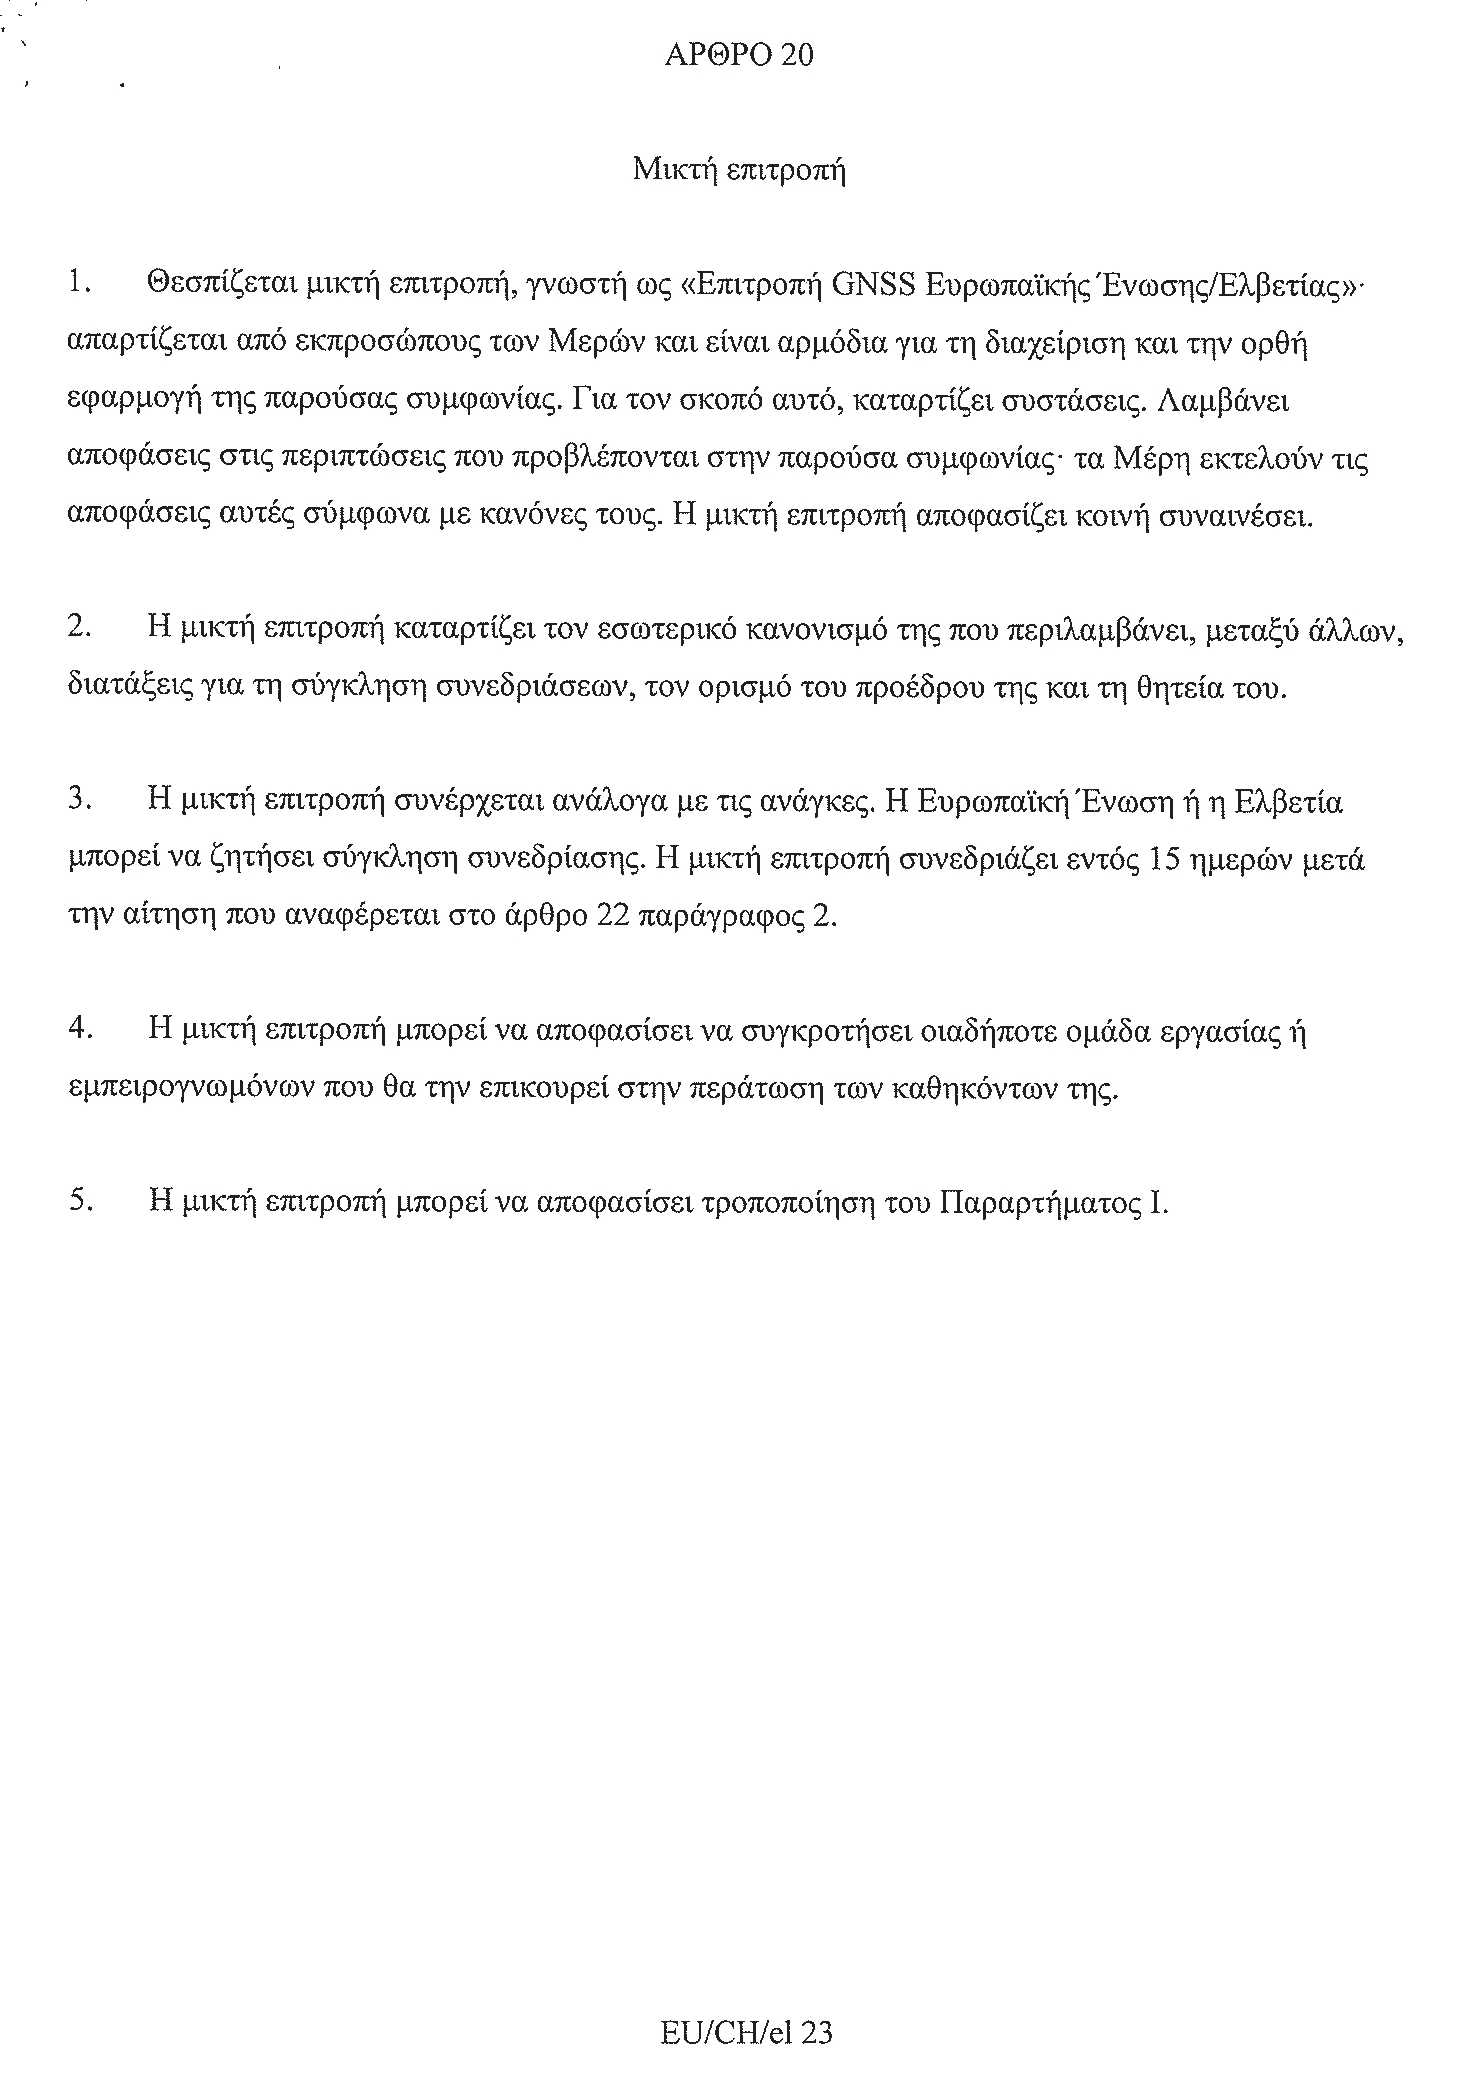 ΑΡΘΡΟ 20
Μικτή επιτροπή
1. Θεσπίζεται μικτή επιτροπή, γνωστή ως «Επιτροπή GNSS Ευρωπαϊκής Ένωσης/Ελβετίας»·
απαρτίζεται από εκπροσώπους των Μερών και είναι αρμόδια για τη διαχείριση και την ορθή
εφαρμογή της παρούσας συμφωνίας. Για τον σκοπό αυτό, καταρτίζει συστάσεις. Λαμβάνει
αποφάσεις στις περιπτώσεις που προβλέπονται στην παρούσα συμφωνίας· τα Μέρη εκτελούν τις
αποφάσεις αυτές σύμφωνα με κανόνες τους. Η μικτή επιτροπή αποφασίζει κοινή συναινέσει.
2. Η μικτή επιτροπή καταρτίζει τον εσωτερικό κανονισμό της που περιλαμβάνει, μεταξύ άλλων,
διατάξεις για τη σύγκληση συνεδριάσεων, τον ορισμό του προέδρου της και τη θητεία του.
3. Η μικτή επιτροπή συνέρχεται ανάλογα με τις ανάγκες. Η Ευρωπαϊκή Ένωση ή η Ελβετία
μπορεί να ζητήσει σύγκληση συνεδρίασης. Η μικτή επιτροπή συνεδριάζει εντός 15 ημερών μετά
την αίτηση που αναφέρεται στο άρθρο 22 παράγραφος 2.
4. Η μικτή επιτροπή μπορεί να αποφασίσει να συγκροτήσει οιαδήποτε ομάδα εργασίας ή
εμπειρογνωμόνων που θα την επικουρεί στην περάτωση των καθηκόντων της.
5. Η μικτή επιτροπή μπορεί να αποφασίσει τροποποίηση του Παραρτήματος Ι.
EU/CH/el 23